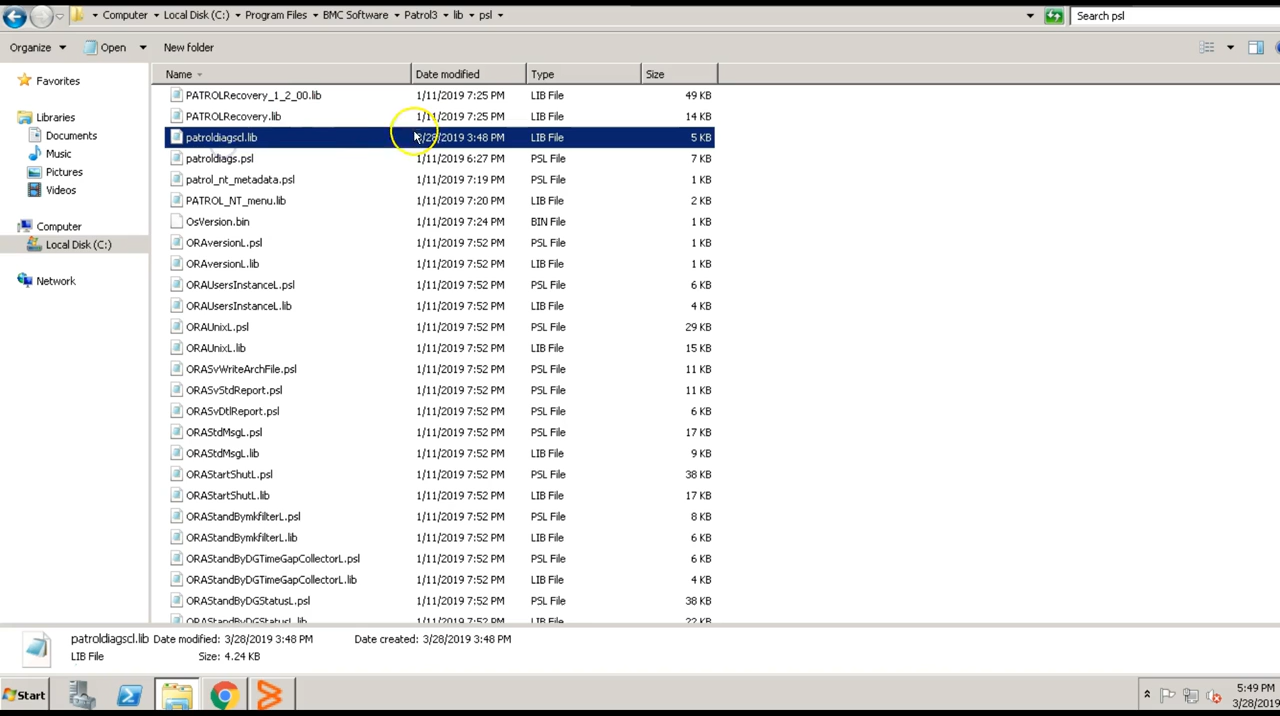 Computer Local Disk (C:) Program Files BMC Software Patrol3 lib psl Search psl
Organize Open New folder
Favorites
Libraries
Documents
Music
Pictures
Videos
Computer
Local Disk (C:)
Network
Name Date modified Type Size
PATROLRecovery_1_2_00.lib 1/11/2019 7:25 PM LIB File 49 KB
PATROLRecovery.lib 1/11/2019 7:25 PM LIB File 14 KB
patroldiagscl.lib 3/28/2019 3:48 PM LIB File 5 KB
patroldiags.psl 1/11/2019 6:27 PM PSL File 7 KB
patrol_nt_metadata.psl 1/11/2019 7:19 PM PSL File 1 KB
PATROL_NT_menu.lib 1/11/2019 7:20 PM LIB File 2 KB
OsVersion.bin 1/11/2019 7:24 PM BIN File 1 KB
ORAversionL.psl 1/11/2019 7:52 PM PSL File 1 KB
ORAversionL.lib 1/11/2019 7:52 PM LIB File 1 KB
ORAUsersInstanceL.psl 1/11/2019 7:52 PM PSL File 6 KB
ORAUsersInstanceL.lib 1/11/2019 7:52 PM LIB File 4 KB
ORAUnixL.psl 1/11/2019 7:52 PM PSL File 29 KB
ORAUnixL.lib 1/11/2019 7:52 PM LIB File 15 KB
ORASvWriteArchFile.psl 1/11/2019 7:52 PM PSL File 11 KB
ORASvStdReport.psl 1/11/2019 7:52 PM PSL File 11 KB
ORASvDtlReport.psl 1/11/2019 7:52 PM PSL File 6 KB
ORAStdMsgL.psl 1/11/2019 7:52 PM PSL File 17 KB
ORAStdMsgL.lib 1/11/2019 7:52 PM LIB File 9 KB
ORAStartShutL.psl 1/11/2019 7:52 PM PSL File 38 KB
ORAStartShutL.lib 1/11/2019 7:52 PM LIB File 17 KB
ORAStandBymkfilterL.psl 1/11/2019 7:52 PM PSL File 8 KB
ORAStandBymkfilterL.lib 1/11/2019 7:52 PM LIB File 6 KB
ORAStandByDGTimeGapCollectorL.psl 1/11/2019 7:52 PM PSL File 6 KB
ORAStandByDGTimeGapCollectorL.lib 1/11/2019 7:52 PM LIB File 4 KB
ORAStandByDGStatusL.psl 1/11/2019 7:52 PM PSL File 38 KB
ORAStandByDGStatusL.lib 1/11/2019 7:52 PM LIB File 22 KB
patroldiagscl.lib Date modified: 3/28/2019 3:48 PM Date created: 3/28/2019 3:48 PM
LIB File Size: 4.24 KB
Start 5:49 PM
3/28/2019